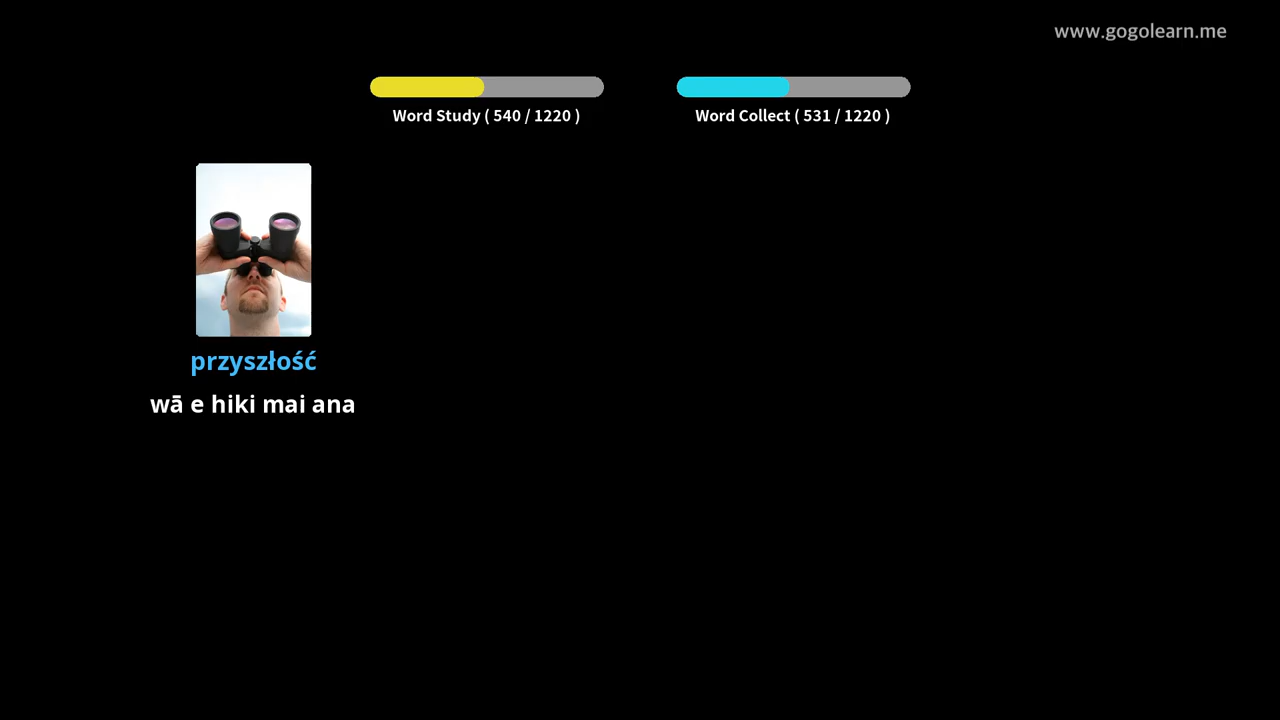 www.gogolearn.me
Word Study ( 540 / 1220 )
Word Collect ( 531 / 1220 )
przyszłość
wā e hiki mai ana